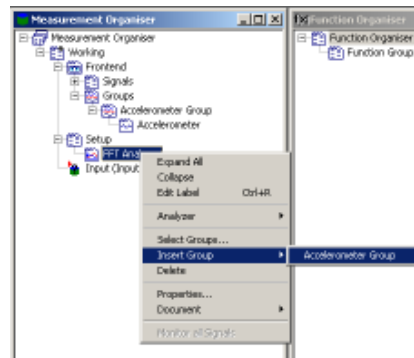 Measurement Organiser
Function Organiser
Measurement Organiser
Working
Frontend
Signals
Groups
Accelerometer Group
Accelerometer
Setup
FFT
Input (Input
Function Organiser
Function Group
Expand All
Collapse
Edit Label Ctrl+R
Analyzer
Select Groups...
Insert Group
Delete
Properties...
Document
Monitor all Signals
Accelerometer Group